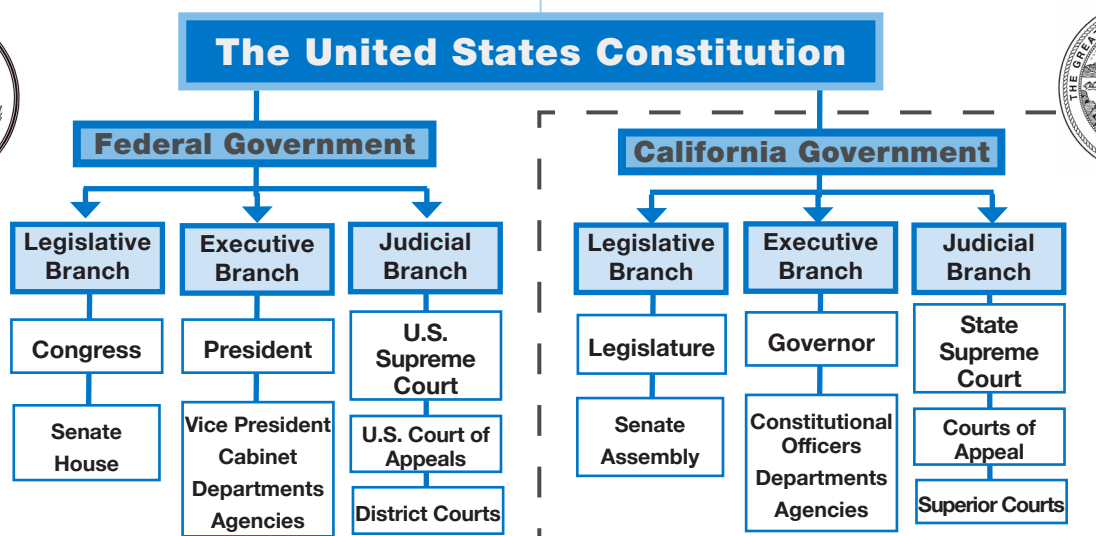 The United States Constitution
Federal Government
Legislative
Branch
Congress
Senate
House
Executive
Branch
President
Vice President
Cabinet
Departments
Agencies
Judicial
Branch
U.S.
Supreme
Court
U.S. Court of
Appeals
District Courts
California Government
Legislative
Branch
Legislature
Senate
Assembly
Executive
Branch
Governor
Constitutional
Officers
Departments
Agencies
Judicial
Branch
State
Supreme
Court
Courts of
Appeal
Superior Courts
THE GREAT